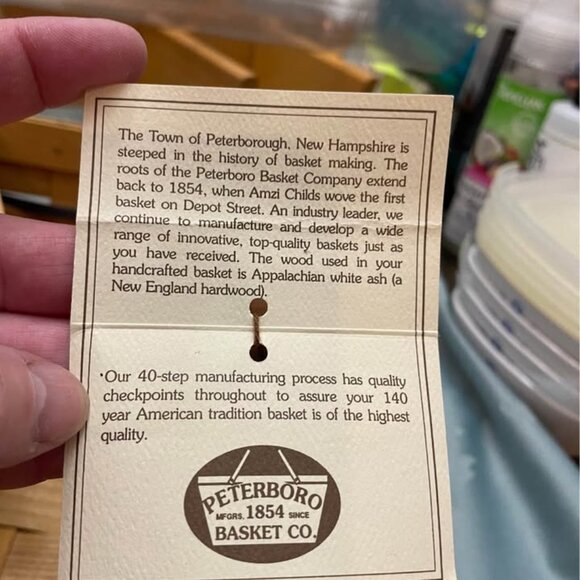 The Town of Peterborough, New Hampshire is
steeped in the history of basket making. The
roots of the Peterboro Basket Company extend
back to 1854, when Amzi Childs wove the first
basket on Depot Street. An industry leader, we
continue to manufacture and develop a wide
range of innovative, top-quality baskets just as
you have received. The wood used in your
handcrafted basket is Appalachian white ash (a
New England hardwood).
•Our 40-step manufacturing process has quality
checkpoints throughout to assure your 140
year American tradition basket is of the highest
quality.
PETERBORO
MFGRS. 1854 SINCE
BASKET CO.